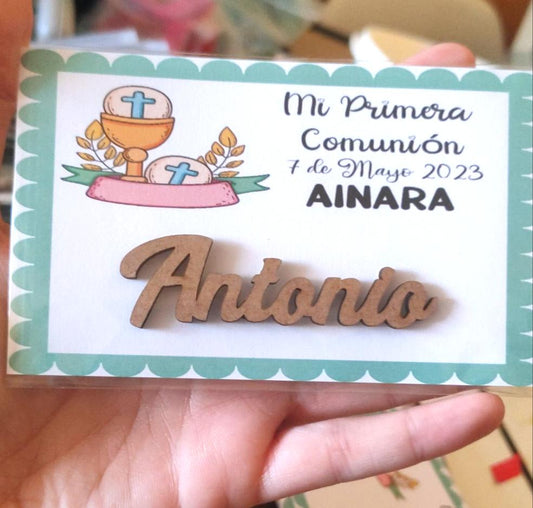 Mi Primera
Comunión
7 de Mayo 2023
AINARA
Antonio